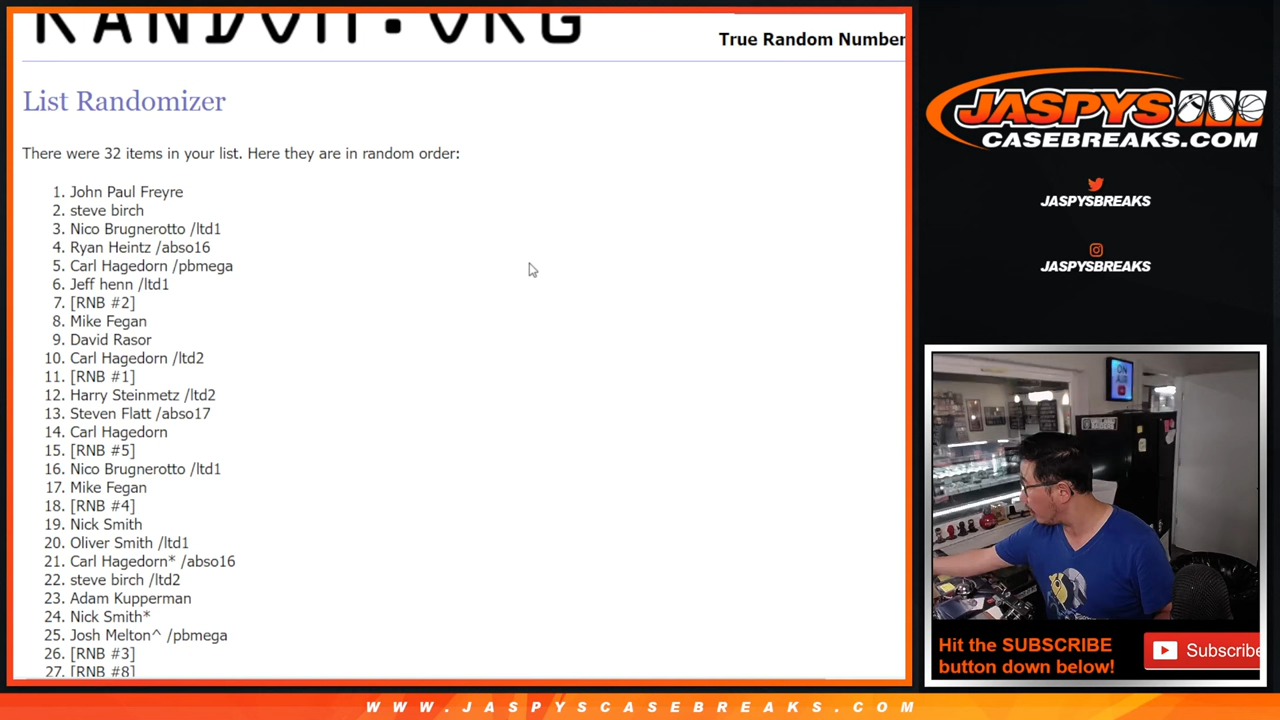 RANDOM.ORG
True Random Number
List Randomizer
There were 32 items in your list. Here they are in random order:
1. John Paul Freyre
2. steve birch
3. Nico Brugnerotto /ltd1
4. Ryan Heintz /abso16
5. Carl Hagedorn /pbmega
6. Jeff henn /ltd1
7. [RNB #2]
8. Mike Fegan
9. David Rasor
10. Carl Hagedorn /ltd2
11. [RNB #1]
12. Harry Steinmetz /ltd2
13. Steven Flatt /abso17
14. Carl Hagedorn
15. [RNB #5]
16. Nico Brugnerotto /ltd1
17. Mike Fegan
18. [RNB #4]
19. Nick Smith
20. Oliver Smith /ltd1
21. Carl Hagedorn* /abso16
22. steve birch /ltd2
23. Adam Kupperman
24. Nick Smith*
25. Josh Melton^ /pbmega
26. [RNB #3]
27. [RNB #8]
JASPYS
CASEBREAKS.COM
JASPYSBREAKS
JASPYSBREAKS
ON
AIR
Hit the SUBSCRIBE
button down below!
Subscribe
WWW.JASPYSCASEBREAKS.COM